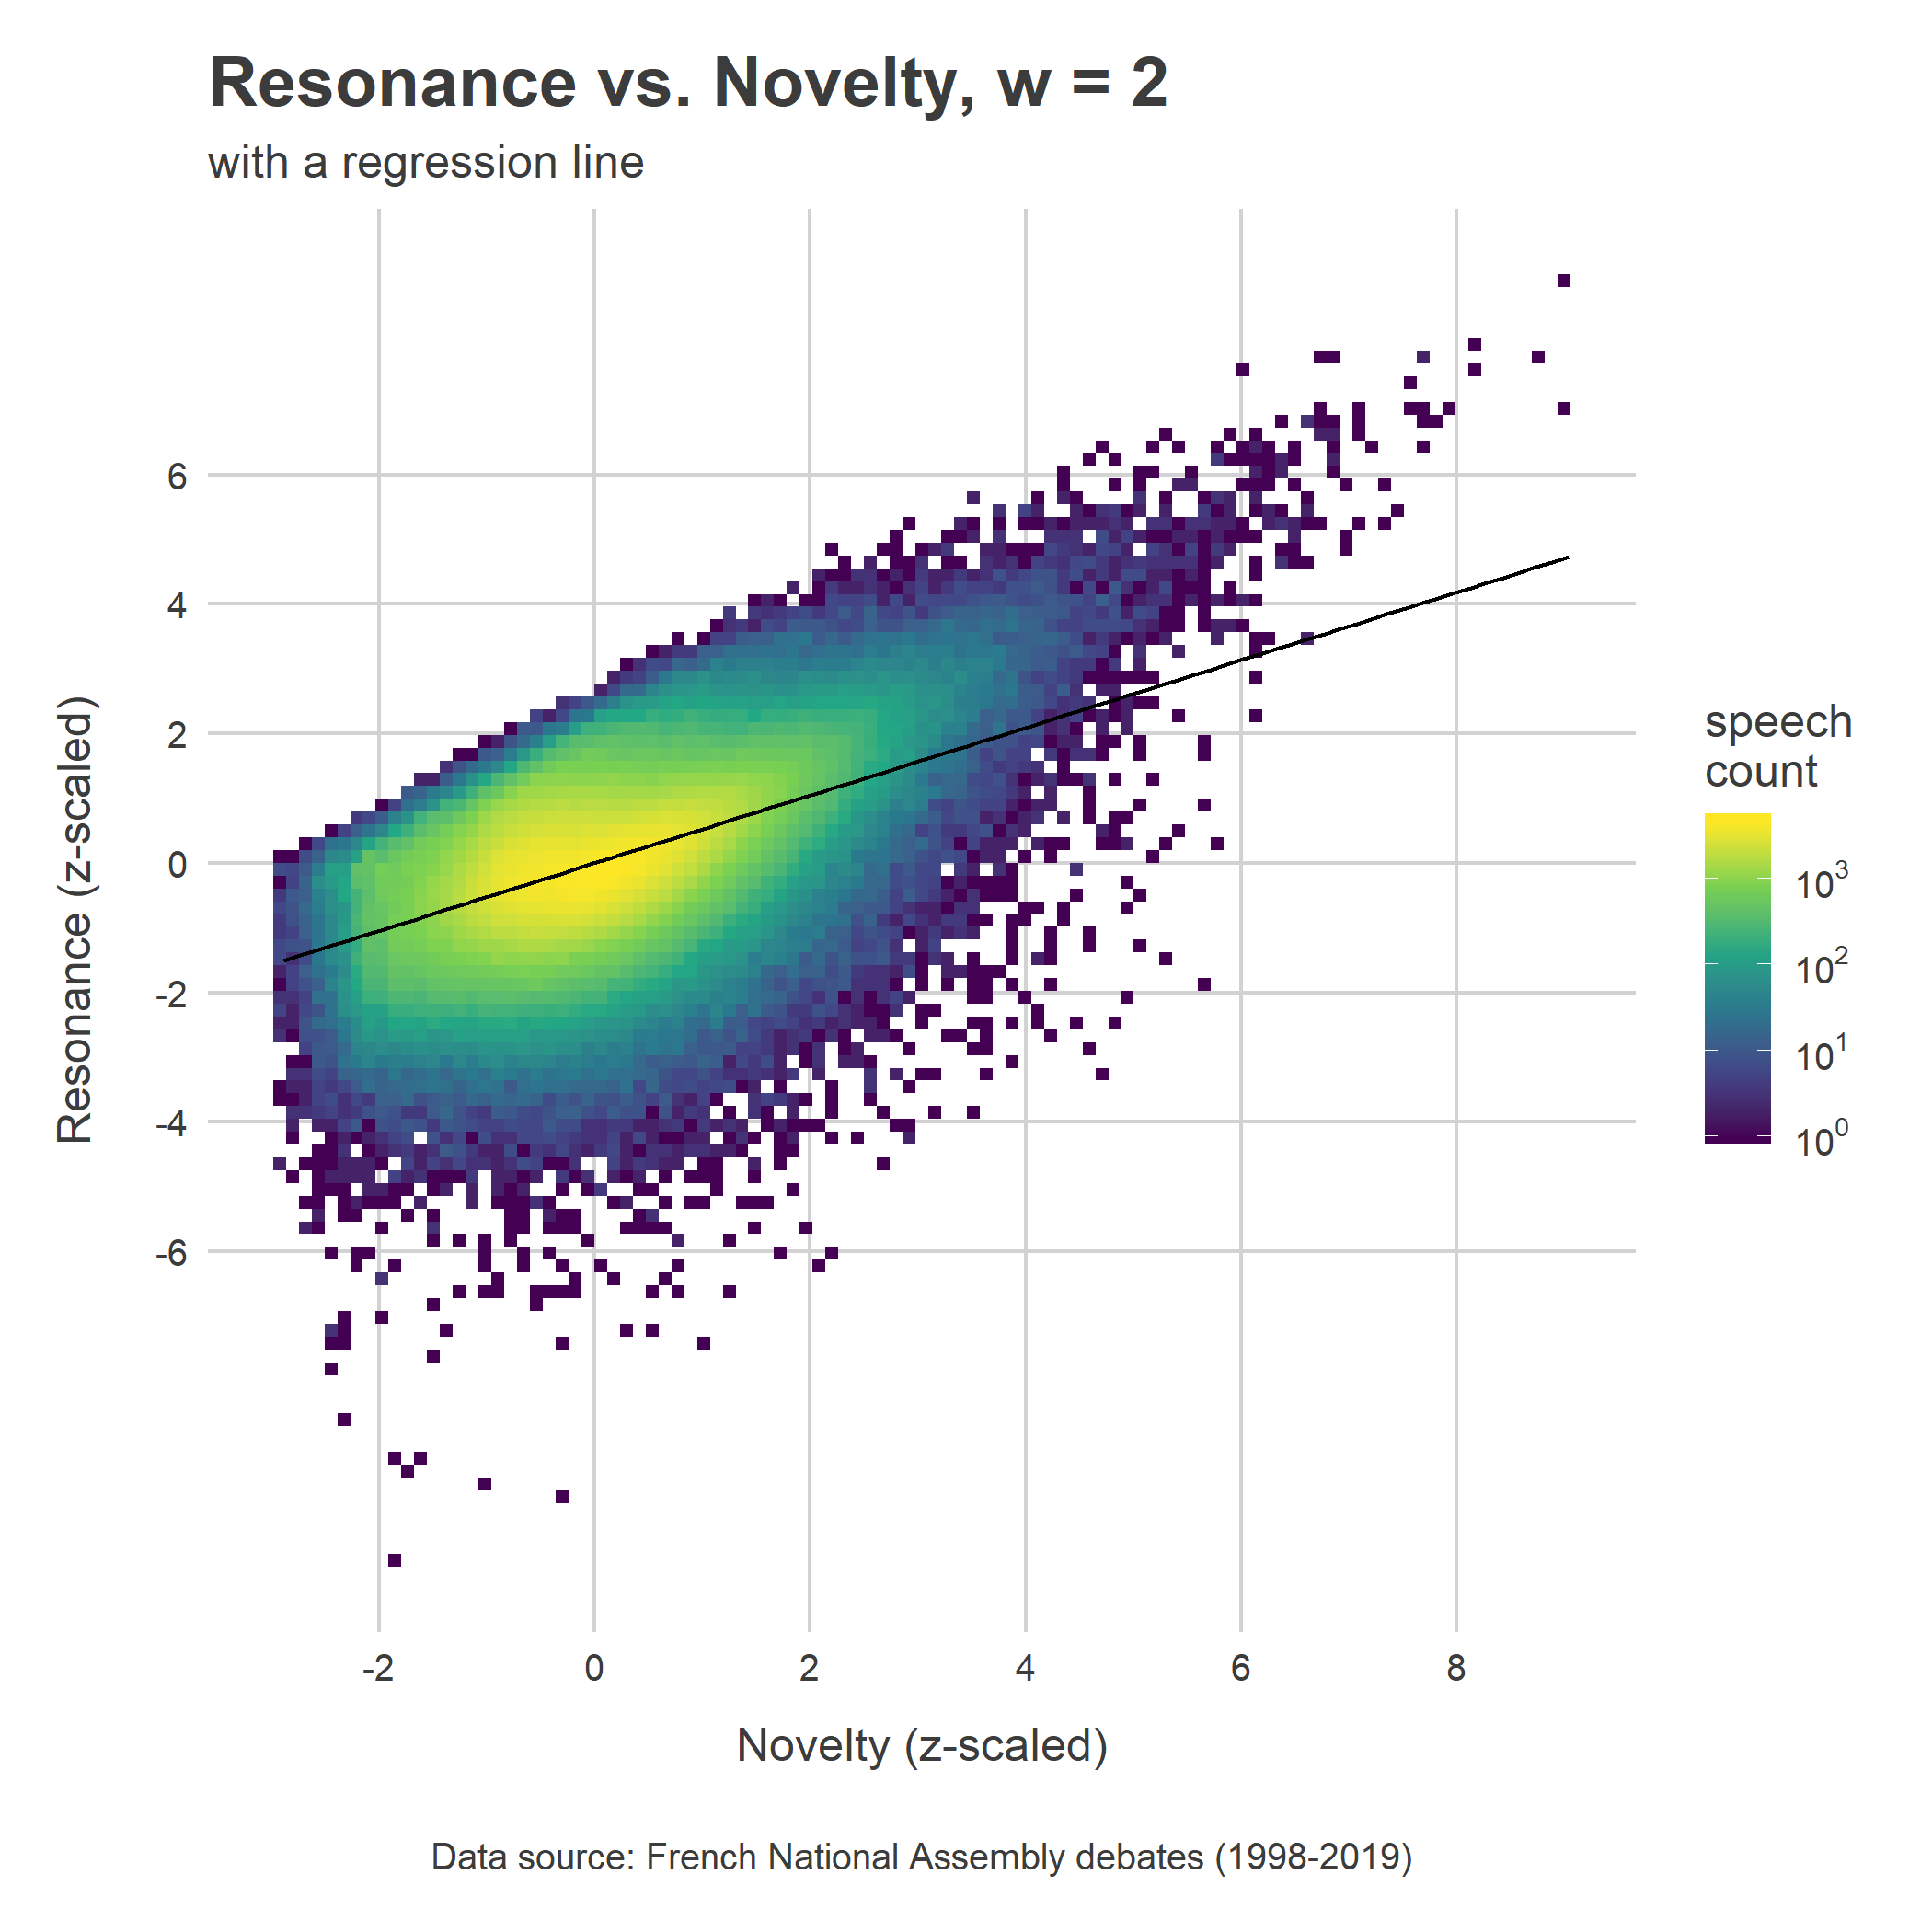 Resonance vs. Novelty, w = 2
with a regression line
6
4
2
0
-2
-4
-6
Resonance (z-scaled)
-2 0 2 4 6 8
Novelty (z-scaled)
speech
count
10³
10²
10¹
10⁰
Data source: French National Assembly debates (1998-2019)